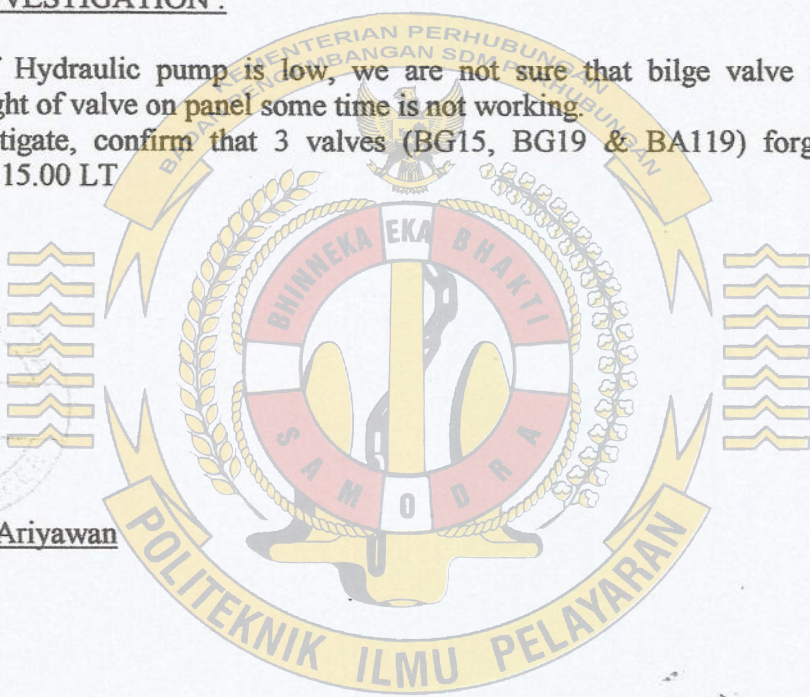 VESTIGATION :
Hydraulic pump is low, we are not sure that bilge valve
ght of valve on panel some time is not working.
tigate, confirm that 3 valves (BG15, BG19 & BA119) forg
15.00 LT
Ariyawan
KEMENTERIAN PERHUBUNGAN
BADAN PENGEMBANGAN SDM PERHUBUNGAN
BHINNEKA EKA BHAKTI
SAMODRA
POLITEKNIK ILMU PELAYARAN